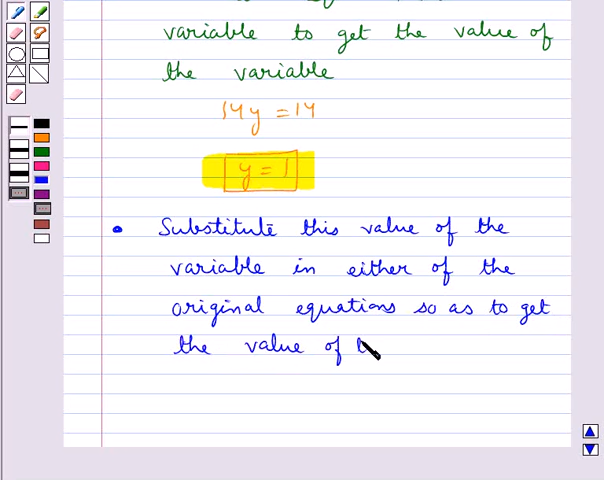 variable to get the value of
the variable
14y = 14
y = 1
Substitute this value of the
variable in either of the
original equations so as to get
the value of